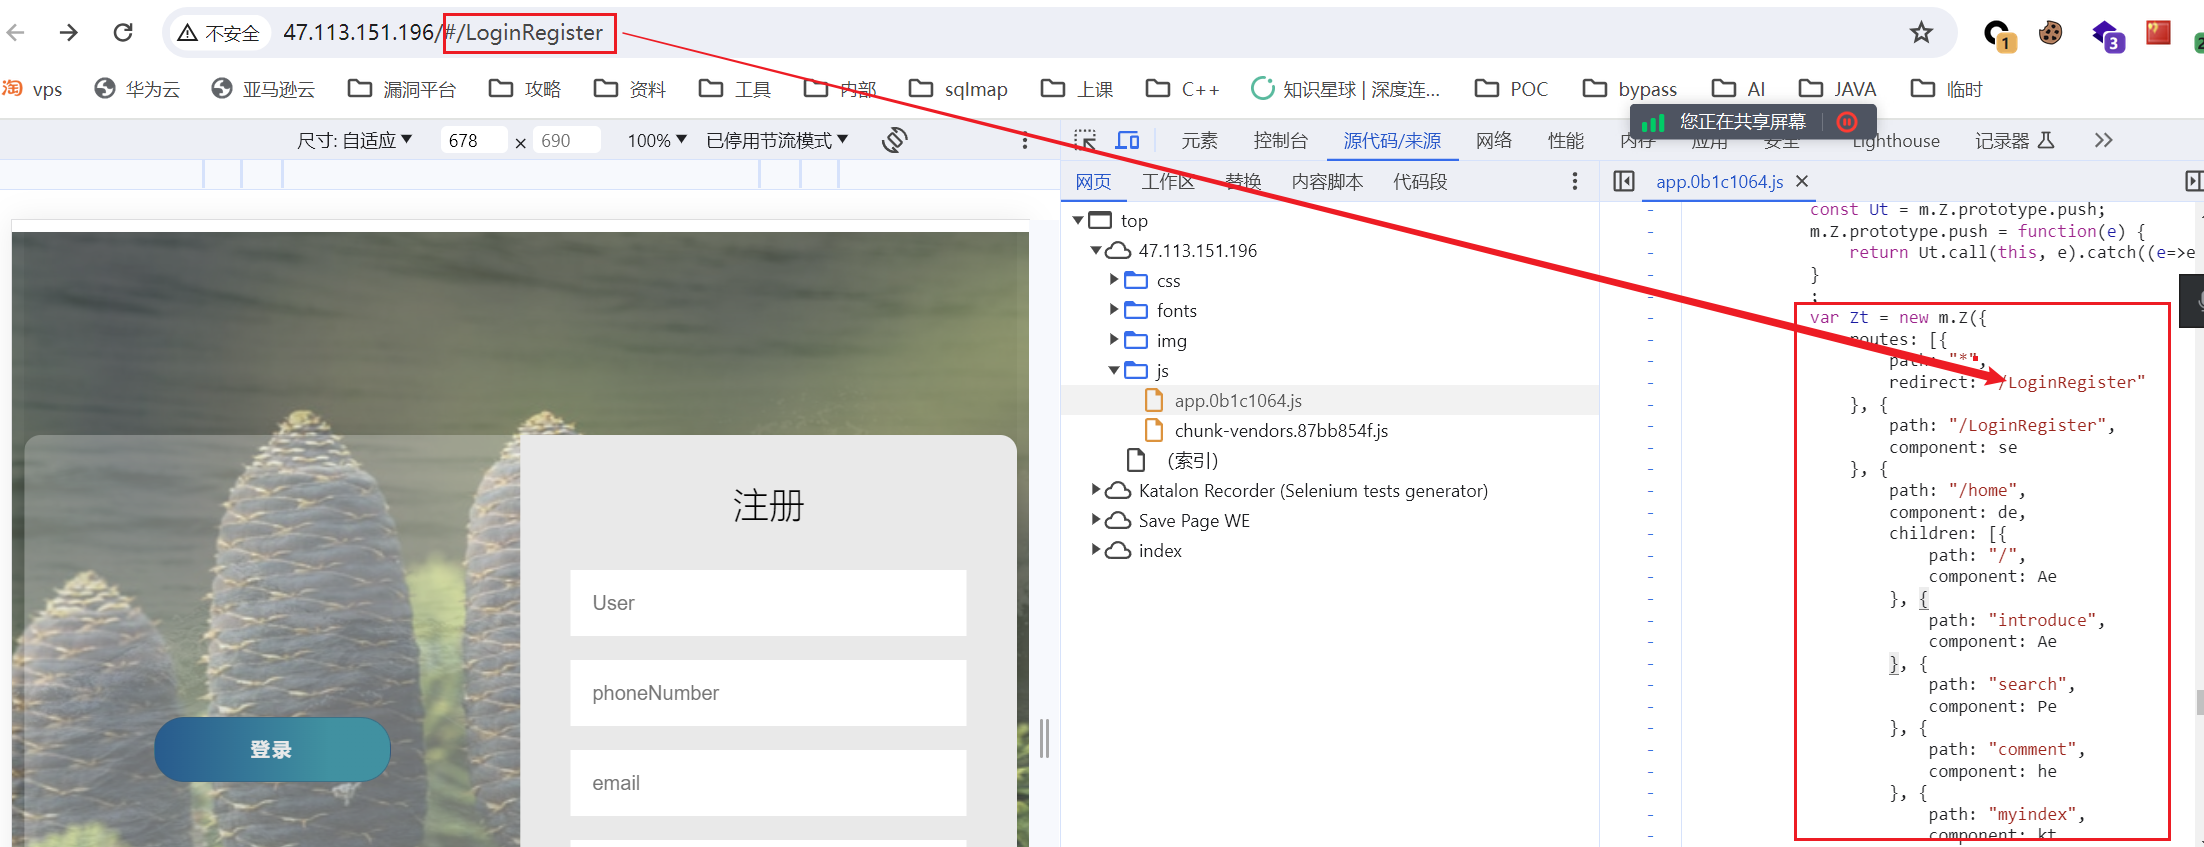 不安全 47.113.151.196/#/LoginRegister
1 3 2
vps 华为云 亚马逊云 漏洞平台 攻略 资料 工具 内部 sqlmap 上课 C++ 知识星球 | 深度连... POC bypass AI JAVA 临时
您正在共享屏幕
尺寸: 自适应 678 × 690 100% 已停用节流模式
元素 控制台 源代码/来源 网络 性能 内存 应用 安全 Lighthouse 记录器
网页 工作区 替换 内容脚本 代码段
app.0b1c1064.js
top
47.113.151.196
css
fonts
img
js
app.0b1c1064.js
chunk-vendors.87bb854f.js
(索引)
Katalon Recorder (Selenium tests generator)
Save Page WE
index
const Ut = m.Z.prototype.push;
m.Z.prototype.push = function(e) {
return Ut.call(this, e).catch((e=>e
}
;
var Zt = new m.Z({
routes: [{
path: "*",
redirect: "/LoginRegister"
}, {
path: "/LoginRegister",
component: se
}, {
path: "/home",
component: de,
children: [{
path: "/",
component: Ae
}, {
path: "introduce",
component: Ae
}, {
path: "search",
component: Pe
}, {
path: "comment",
component: he
}, {
path: "myindex",
component: kt
注册
User
phoneNumber
email
登录